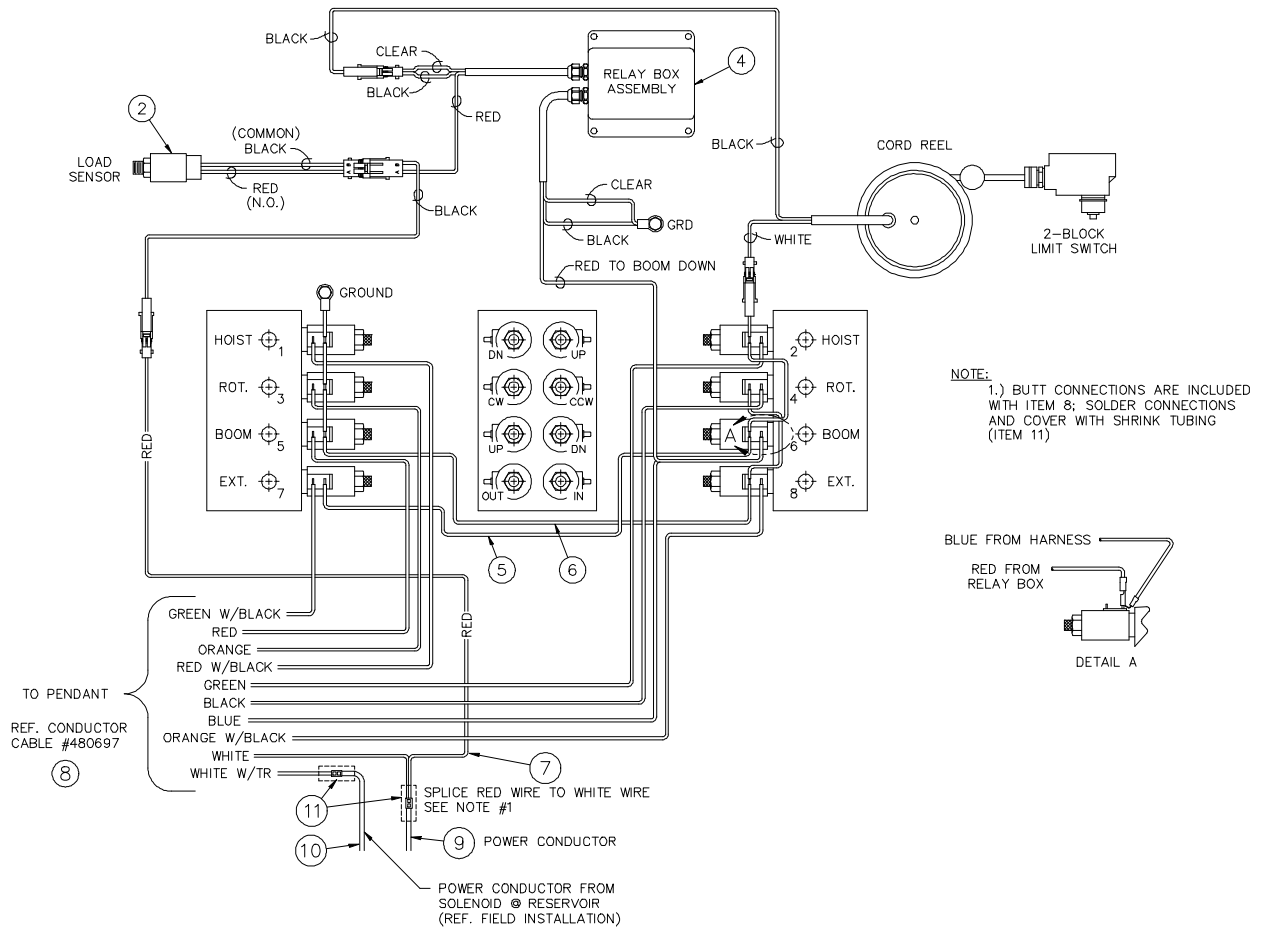 BLACK
CLEAR
BLACK
RED
RELAY BOX
ASSEMBLY
4
2
(COMMON)
BLACK
LOAD
SENSOR
RED
(N.O.)
BLACK
BLACK
CORD REEL
CLEAR
GRD
BLACK
WHITE
2-BLOCK
LIMIT SWITCH
RED TO BOOM DOWN
GROUND
HOIST
1
ROT.
3
BOOM
5
EXT.
7
DN
UP
CW
CCW
UP
DN
OUT
IN
2
HOIST
4
ROT.
A
6
BOOM
8
EXT.
NOTE:
1.) BUTT CONNECTIONS ARE INCLUDED
WITH ITEM 8; SOLDER CONNECTIONS
AND COVER WITH SHRINK TUBING
(ITEM 11)
RED
5
6
BLUE FROM HARNESS
RED FROM
RELAY BOX
DETAIL A
GREEN W/BLACK
RED
RED
ORANGE
RED W/BLACK
GREEN
BLACK
BLUE
ORANGE W/BLACK
WHITE
WHITE W/TR
TO PENDANT
REF. CONDUCTOR
CABLE #480697
8
7
11
SPLICE RED WIRE TO WHITE WIRE
SEE NOTE #1
10
9
POWER CONDUCTOR
POWER CONDUCTOR FROM
SOLENOID @ RESERVOIR
(REF. FIELD INSTALLATION)